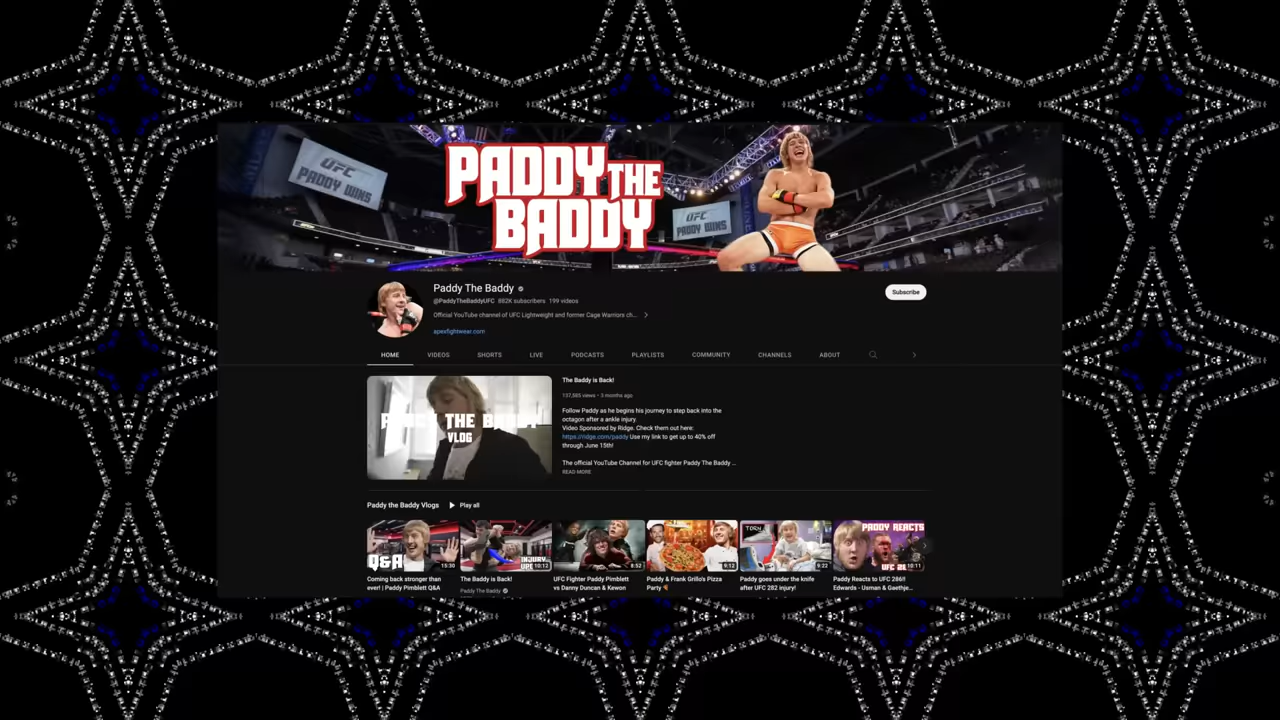 UFC
PADDY WINS
PADDY THE
BADDY
UFC
PADDY WINS
Paddy The Baddy
@PaddyTheBaddyUFC 882K subscribers 199 videos
Official YouTube channel of UFC Lightweight and former Cage Warriors ch...
apexfightwear.com
Subscribe
HOME VIDEOS SHORTS LIVE PODCASTS PLAYLISTS COMMUNITY CHANNELS ABOUT
THE BADDY
VLOG
The Baddy is Back!
137,565 views • 3 months ago
Follow Paddy as he begins his journey to step back into the
octagon after a ankle injury.
Video Sponsored by Ridge. Check them out here:
https://ridge.com/paddy Use my link to get up to 40% off
through June 15th!
The official YouTube Channel for UFC fighter Paddy The Baddy ...
READ MORE
Paddy the Baddy Vlogs Play all
Q&A
15:30
INJURY
10:12
8:52
9:12
9:22
PADDY REACTS
10:11
Coming back stronger than
ever! | Paddy Pimblett Q&A
The Baddy is Back!
Paddy The Baddy
UFC Fighter Paddy Pimblett
vs Danny Duncan & Kewon
Paddy & Frank Grillo's Pizza
Party
Paddy goes under the knife
after UFC 282 injury!
Paddy Reacts to UFC 286!!
Edwards - Usman & Gaethje...